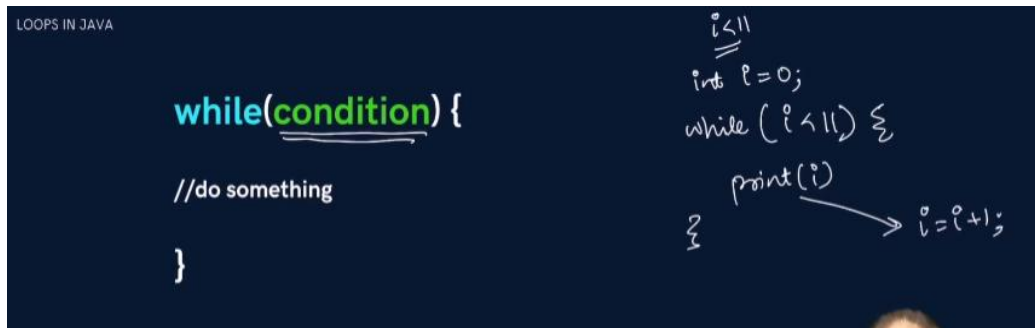 LOOPS IN JAVA
while(condition) {
//do something
}
i<11
int i=0;
while (i<11) {
print(i)
i=i+1;
}